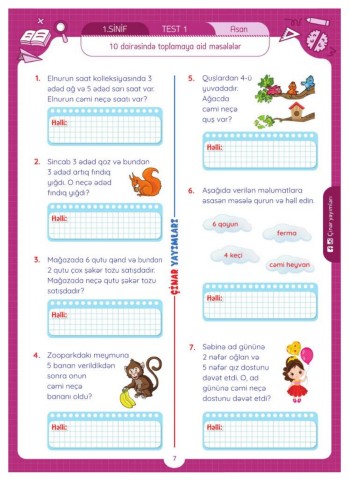 1.SİNİF
TEST 1
Asan
10 dairəsində toplamaya aid məsələlər
1. Elnurun saat kolleksiyasında 3
ədəd ağ və 5 ədəd sarı saat var.
Elnurun cəmi neçə saatı var?
Həlli:
2. Sincab 3 ədəd qoz və bundan
3 ədəd artıq fındıq
yığdı. O neçə ədəd
fındıq yığdı?
Həlli:
3. Mağazada 6 qutu qənd və bundan
2 qutu çox şəkər tozu satışdadır.
Mağazada neçə qutu şəkər tozu
satışdadır?
Həlli:
4. Zooparkdakı meymuna
5 banan verildikdən
sonra onun
cəmi neçə
bananı oldu?
Həlli:
ÇİNAR YAYIMLARI
5. Quşlardan 4-ü
yuvadadır.
Ağacda
cəmi neçə
quş var?
Həlli:
6. Aşağıda verilən məlumatlara
əsasən məsələ qurun və həll edin.
6 qoyun
ferma
4 keçi
cəmi heyvan
Həlli:
7. Səbinə ad gününə
2 nəfər oğlan və
5 nəfər qız dostunu
dəvət etdi. O, ad
gününə cəmi neçə
dostunu dəvət etdi?
Həlli:
Çınar yayımları
7